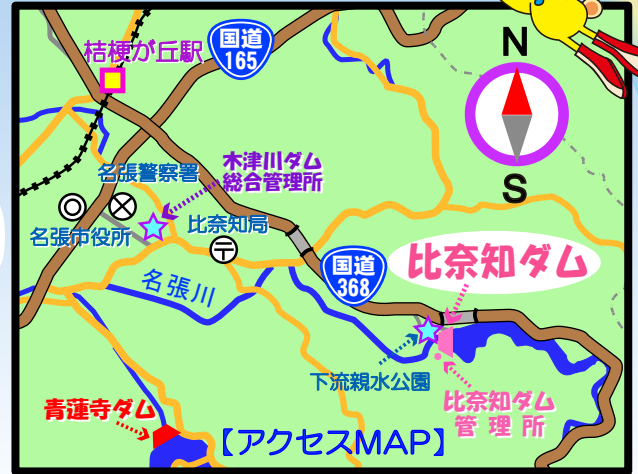 桔梗が丘駅
国道
165
N
S
木津川ダム
総合管理所
名張警察署
名張市役所
比奈知局
〒
名張川
国道
368
比奈知ダム
下流親水公園
比奈知ダム
管理所
青蓮寺ダム
【アクセスMAP】